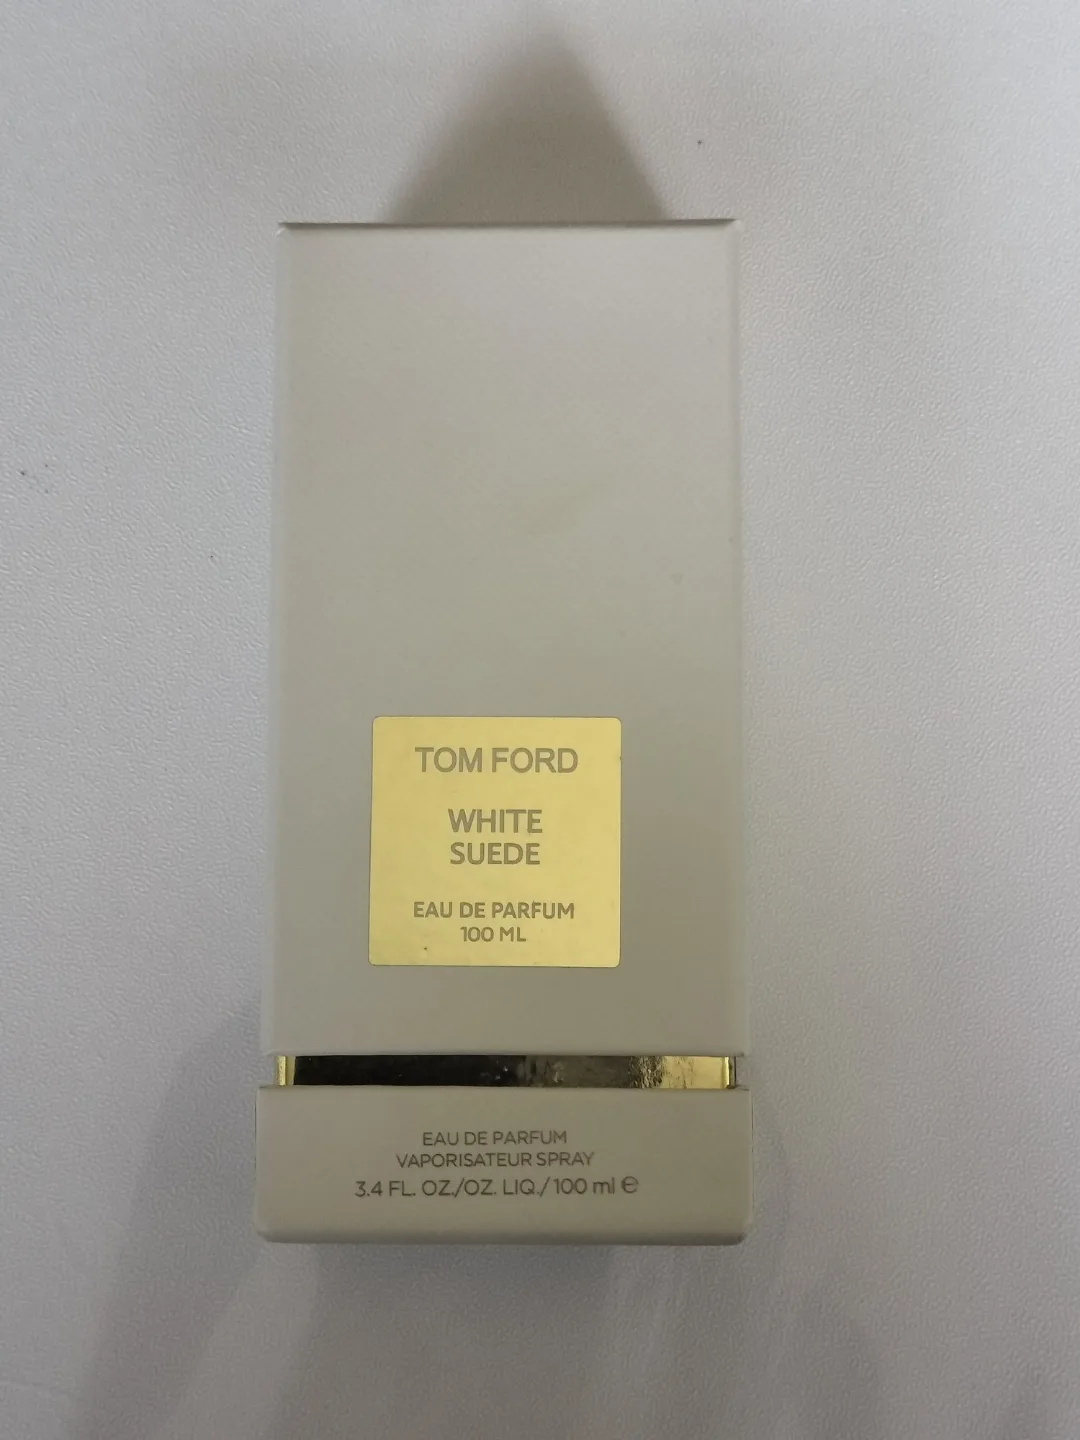 TOM FORD
WHITE
SUEDE
EAU DE PARFUM
100 ML
EAU DE PARFUM
VAPORISATEUR SPRAY
3.4 FL. OZ./OZ. LIQ./ 100 ml ℮